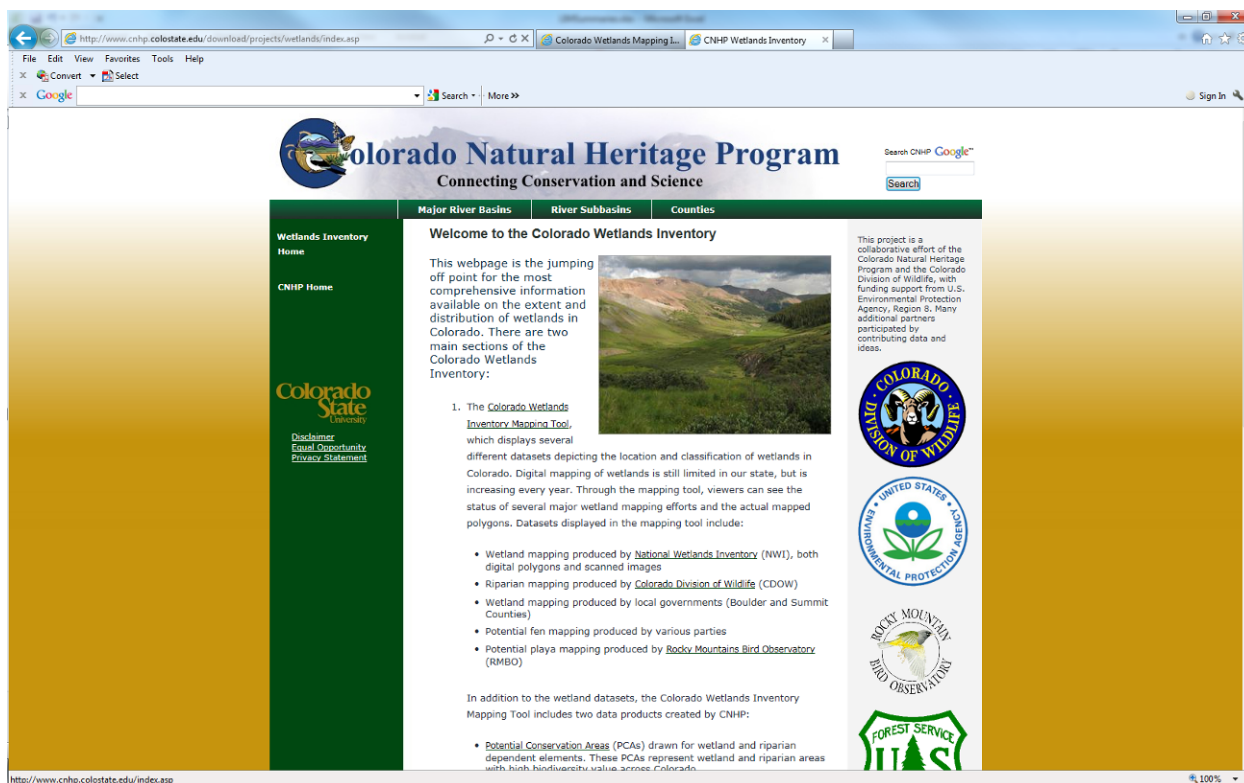 http://www.cnhp.colostate.edu/download/projects/wetlands/index.asp
Colorado Wetlands Mapping I...
CNHP Wetlands Inventory
File Edit View Favorites Tools Help
x Convert Select
x Google Search More >>
Sign In
Colorado Natural Heritage Program
Connecting Conservation and Science
Search CNHP Google™
Search
Major River Basins River Subbasins Counties
Wetlands Inventory
Home
CNHP Home
Colorado
State
University
Disclaimer
Equal Opportunity
Privacy Statement
Welcome to the Colorado Wetlands Inventory
This webpage is the jumping
off point for the most
comprehensive information
available on the extent and
distribution of wetlands in
Colorado. There are two
main sections of the
Colorado Wetlands
Inventory:
1. The Colorado Wetlands
Inventory Mapping Tool,
which displays several
different datasets depicting the location and classification of wetlands in
Colorado. Digital mapping of wetlands is still limited in our state, but is
increasing every year. Through the mapping tool, viewers can see the
status of several major wetland mapping efforts and the actual mapped
polygons. Datasets displayed in the mapping tool include:
• Wetland mapping produced by National Wetlands Inventory (NWI), both
digital polygons and scanned images
• Riparian mapping produced by Colorado Division of Wildlife (CDOW)
• Wetland mapping produced by local governments (Boulder and Summit
Counties)
• Potential fen mapping produced by various parties
• Potential playa mapping produced by Rocky Mountains Bird Observatory
(RMBO)
In addition to the wetland datasets, the Colorado Wetlands Inventory
Mapping Tool includes two data products created by CNHP:
• Potential Conservation Areas (PCAs) drawn for wetland and riparian
dependent elements. These PCAs represent wetland and riparian areas
with high biodiversity value across Colorado.
This project is a
collaborative effort of the
Colorado Natural Heritage
Program and the Colorado
Division of Wildlife, with
funding support from U.S.
Environmental Protection
Agency, Region 8. Many
additional partners
participated by
contributing data and
ideas.
COLORADO
DIVISION OF WILDLIFE
UNITED STATES
ENVIRONMENTAL PROTECTION AGENCY
ROCKY MOUNTAIN
BIRD OBSERVATORY
FOREST SERVICE
U S
http://www.cnhp.colostate.edu/index.asp
100%